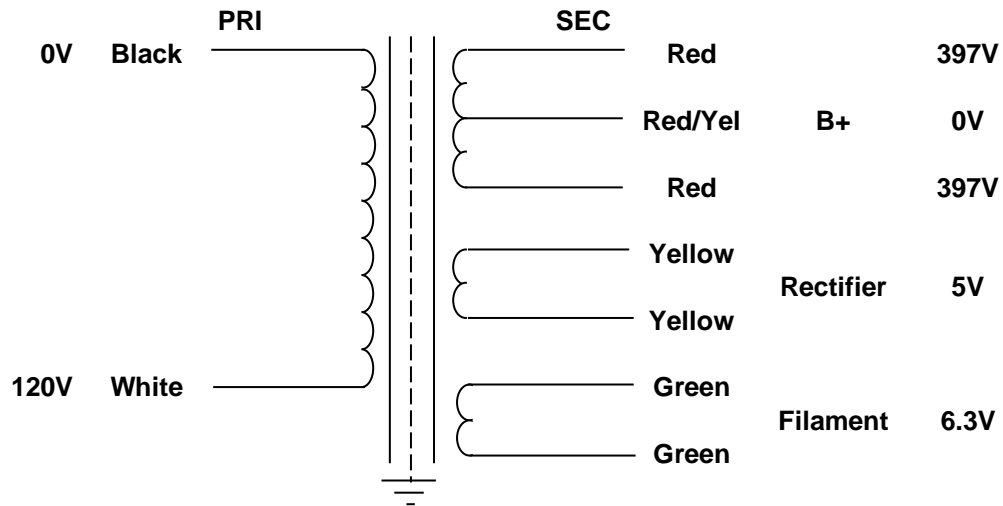 PRI SEC
0V Black Red 397V
Red/Yel B+ 0V
Red 397V
Yellow
Rectifier 5V
Yellow
120V White Green
Filament 6.3V
Green